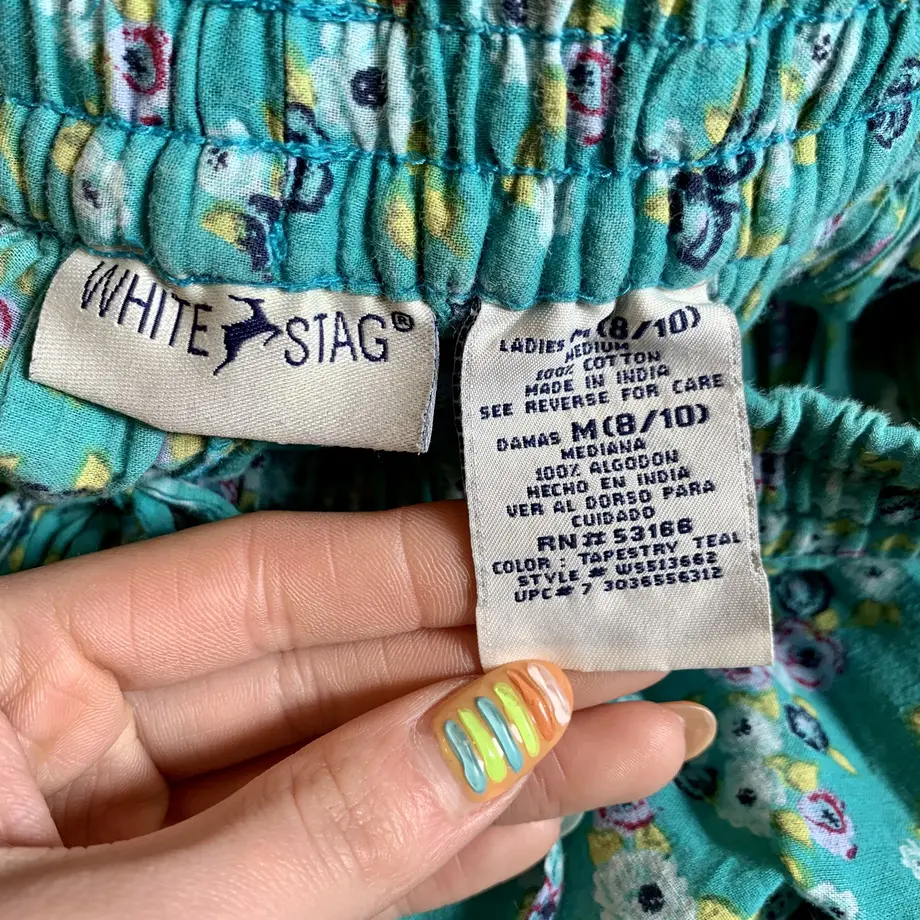 WHITE STAG®
LADIES M (8/10)
MEDIUM
100% COTTON
MADE IN INDIA
SEE REVERSE FOR CARE
DAMAS M (8/10)
MEDIANA
100% ALGODON
HECHO EN INDIA
VER AL DORSO PARA
CUIDADO
RN# 53166
COLOR : TAPESTRY TEAL
STYLE # WS513662
UPC# 7 3036556312